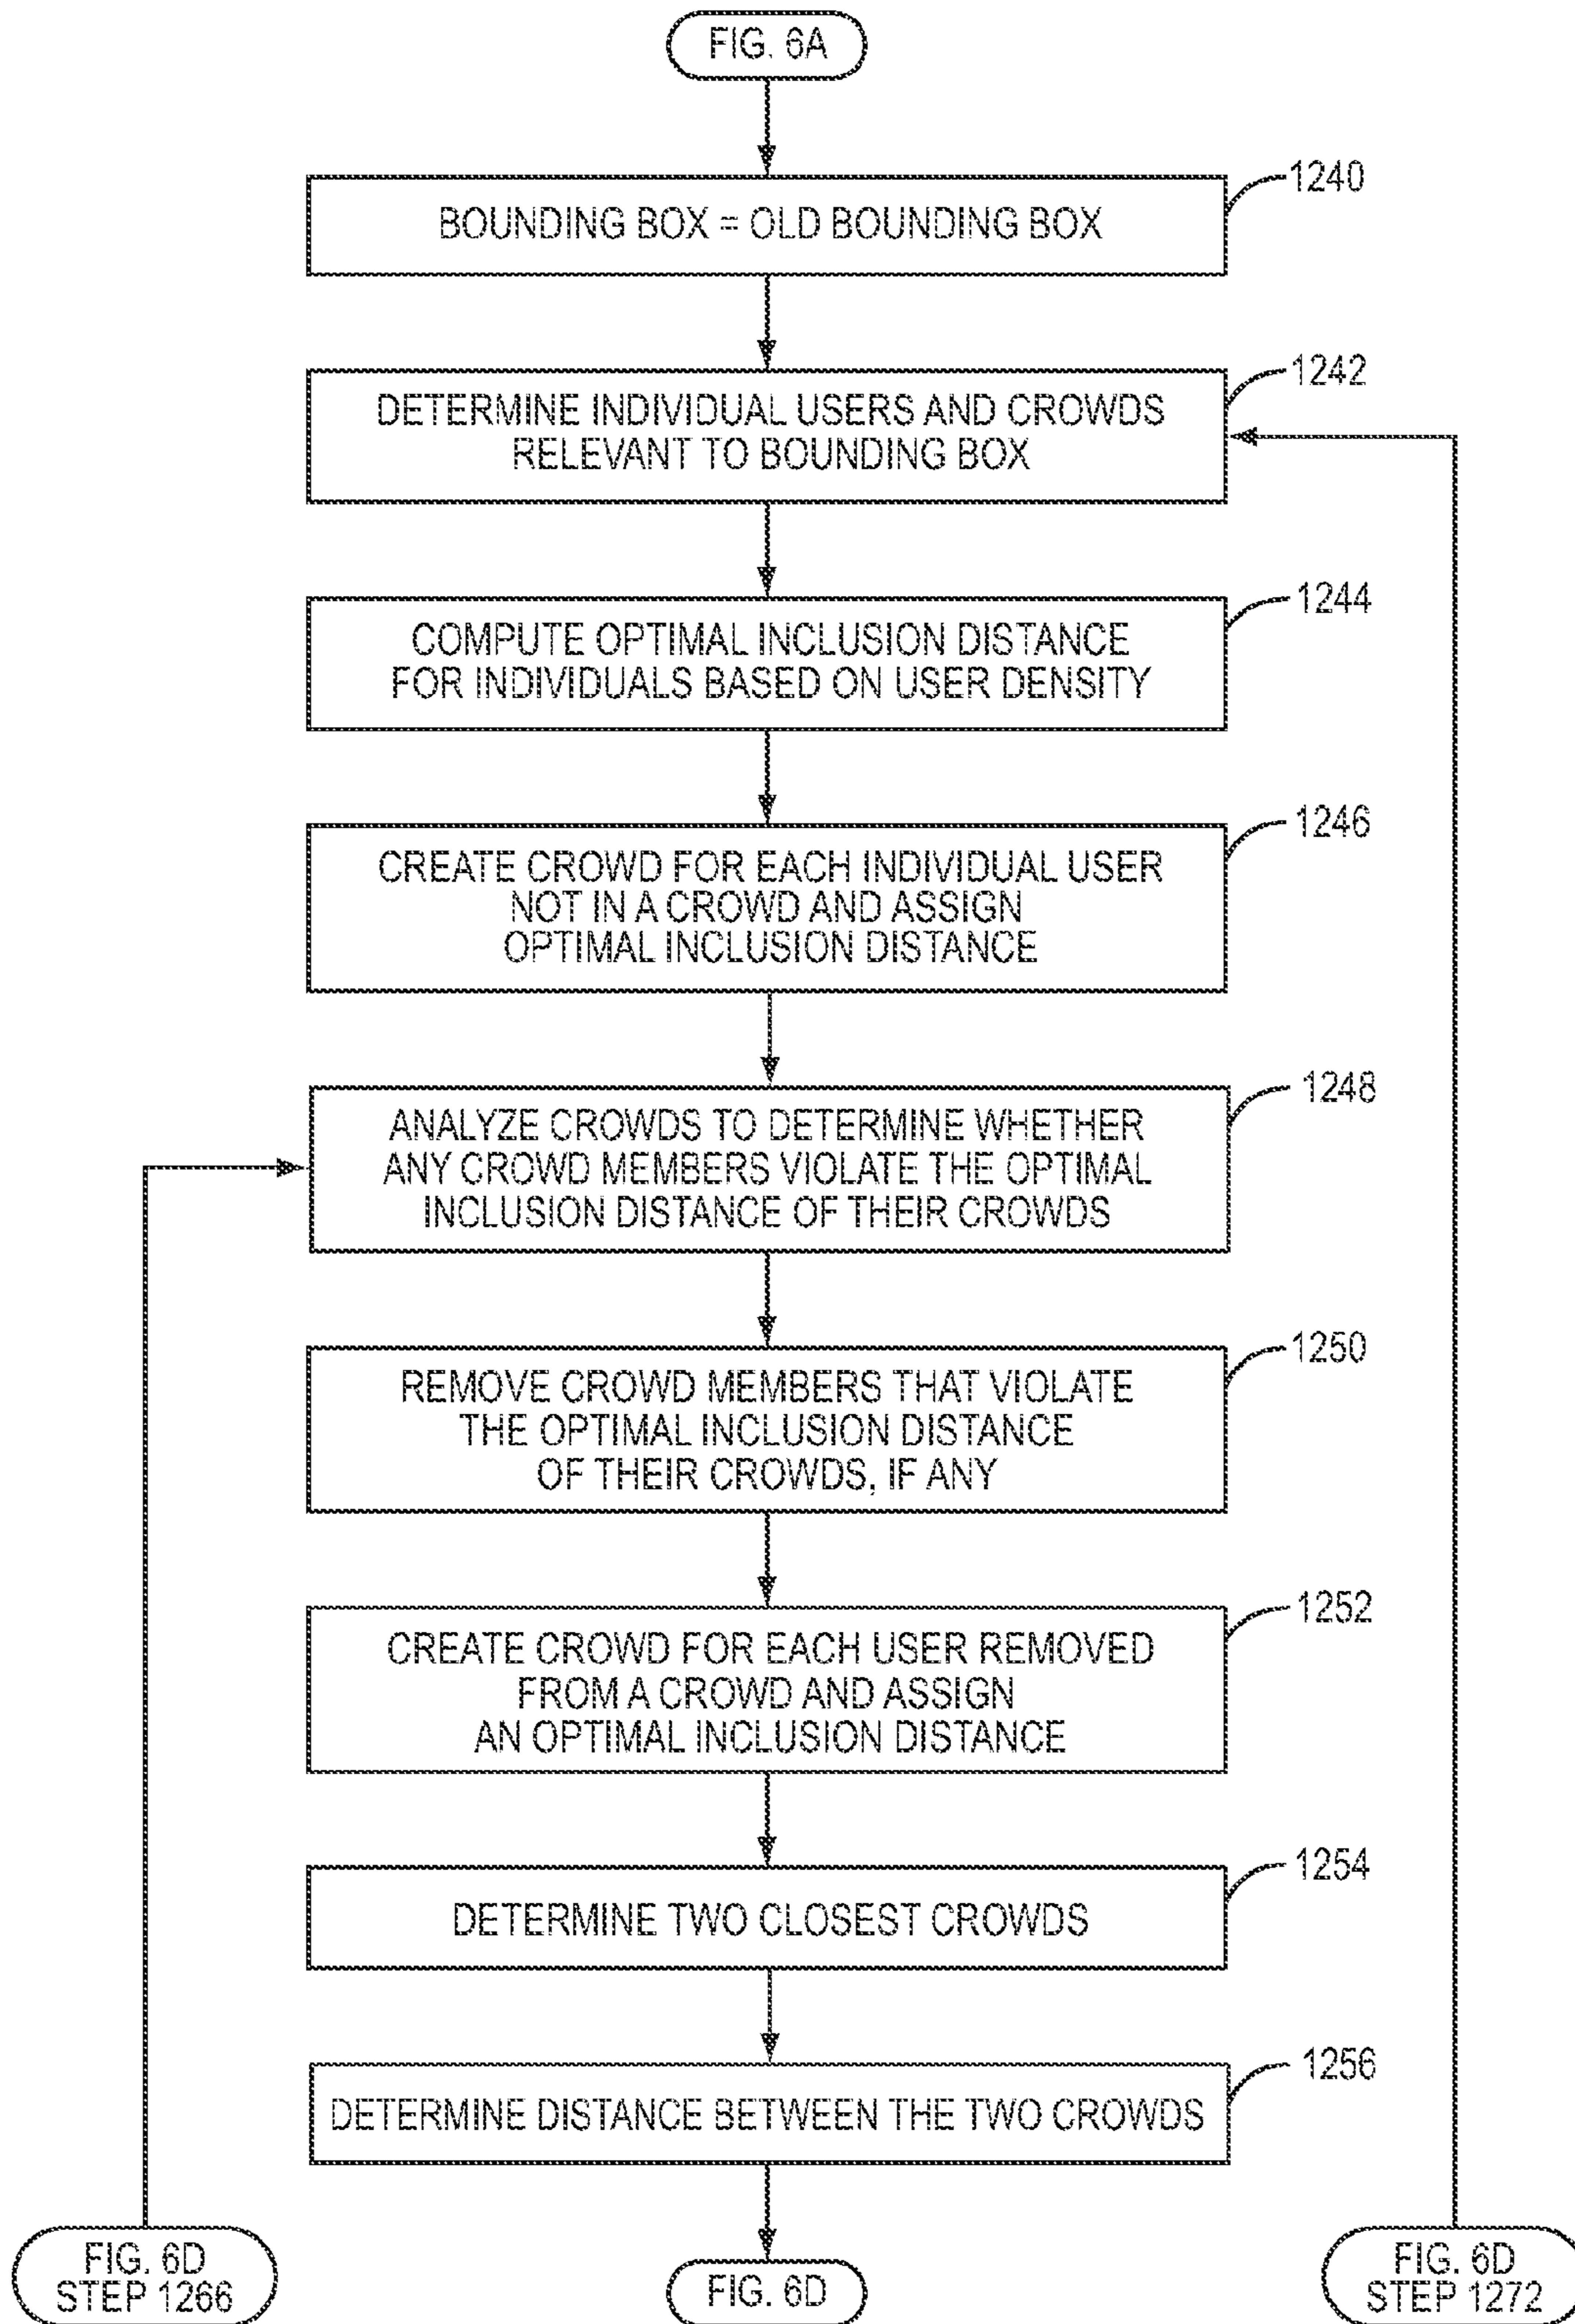 FIG. 6A
1240
BOUNDING BOX = OLD BOUNDING BOX
1242
DETERMINE INDIVIDUAL USERS AND CROWDS
RELEVANT TO BOUNDING BOX
1244
COMPUTE OPTIMAL INCLUSION DISTANCE
FOR INDIVIDUALS BASED ON USER DENSITY
1246
CREATE CROWD FOR EACH INDIVIDUAL USER
NOT IN A CROWD AND ASSIGN
OPTIMAL INCLUSION DISTANCE
1248
ANALYZE CROWDS TO DETERMINE WHETHER
ANY CROWD MEMBERS VIOLATE THE OPTIMAL
INCLUSION DISTANCE OF THEIR CROWDS
1250
REMOVE CROWD MEMBERS THAT VIOLATE
THE OPTIMAL INCLUSION DISTANCE
OF THEIR CROWDS, IF ANY
1252
CREATE CROWD FOR EACH USER REMOVED
FROM A CROWD AND ASSIGN
AN OPTIMAL INCLUSION DISTANCE
1254
DETERMINE TWO CLOSEST CROWDS
1256
DETERMINE DISTANCE BETWEEN THE TWO CROWDS
FIG. 6D
STEP 1266
FIG. 6D
FIG. 6D
STEP 1272